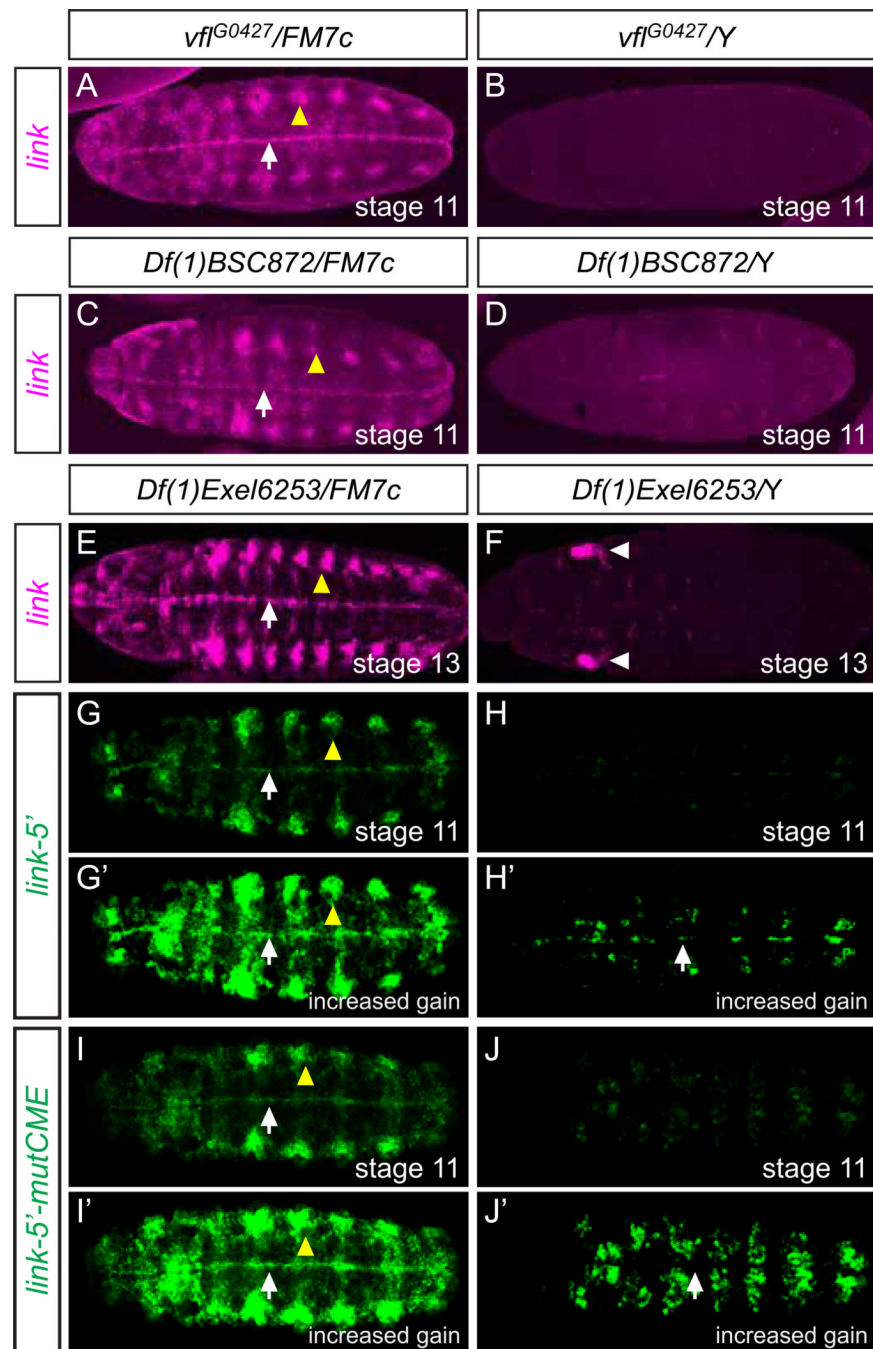 vfl^G0427/FM7c
vfl^G0427/Y
link
A
stage 11
B
stage 11
Df(1)BSC872/FM7c
Df(1)BSC872/Y
link
C
stage 11
D
stage 11
Df(1)Exel6253/FM7c
Df(1)Exel6253/Y
link
E
stage 13
F
stage 13
link-5'
G
stage 11
H
stage 11
G'
increased gain
H'
increased gain
link-5'-mutCME
I
stage 11
J
stage 11
I'
increased gain
J'
increased gain